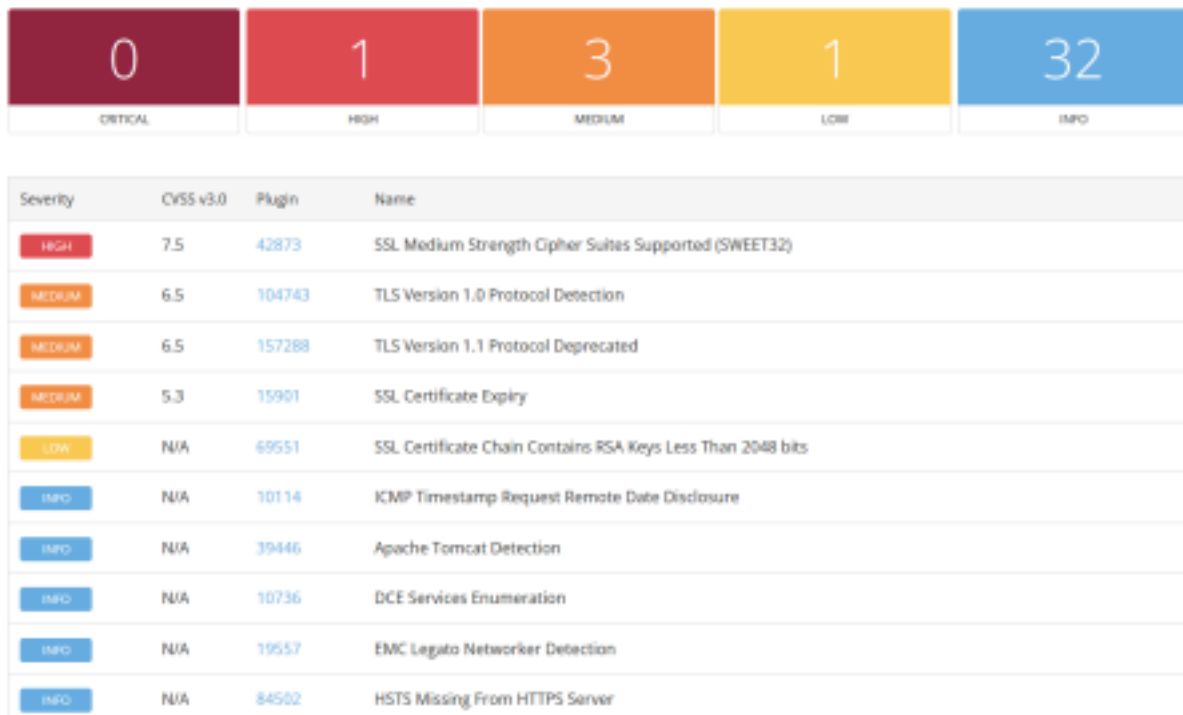 0 1 3 1 32
CRITICAL HIGH MEDIUM LOW INFO
Severity CVSS v3.0 Plugin Name
HIGH 7.5 42873 SSL Medium Strength Cipher Suites Supported (SWEET32)
MEDIUM 6.5 104743 TLS Version 1.0 Protocol Detection
MEDIUM 6.5 157288 TLS Version 1.1 Protocol Deprecated
MEDIUM 5.3 15901 SSL Certificate Expiry
LOW N/A 69551 SSL Certificate Chain Contains RSA Keys Less Than 2048 bits
INFO N/A 10114 ICMP Timestamp Request Remote Date Disclosure
INFO N/A 39446 Apache Tomcat Detection
INFO N/A 10736 DCE Services Enumeration
INFO N/A 19557 EMC Legato Networker Detection
INFO N/A 84502 HSTS Missing From HTTPS Server